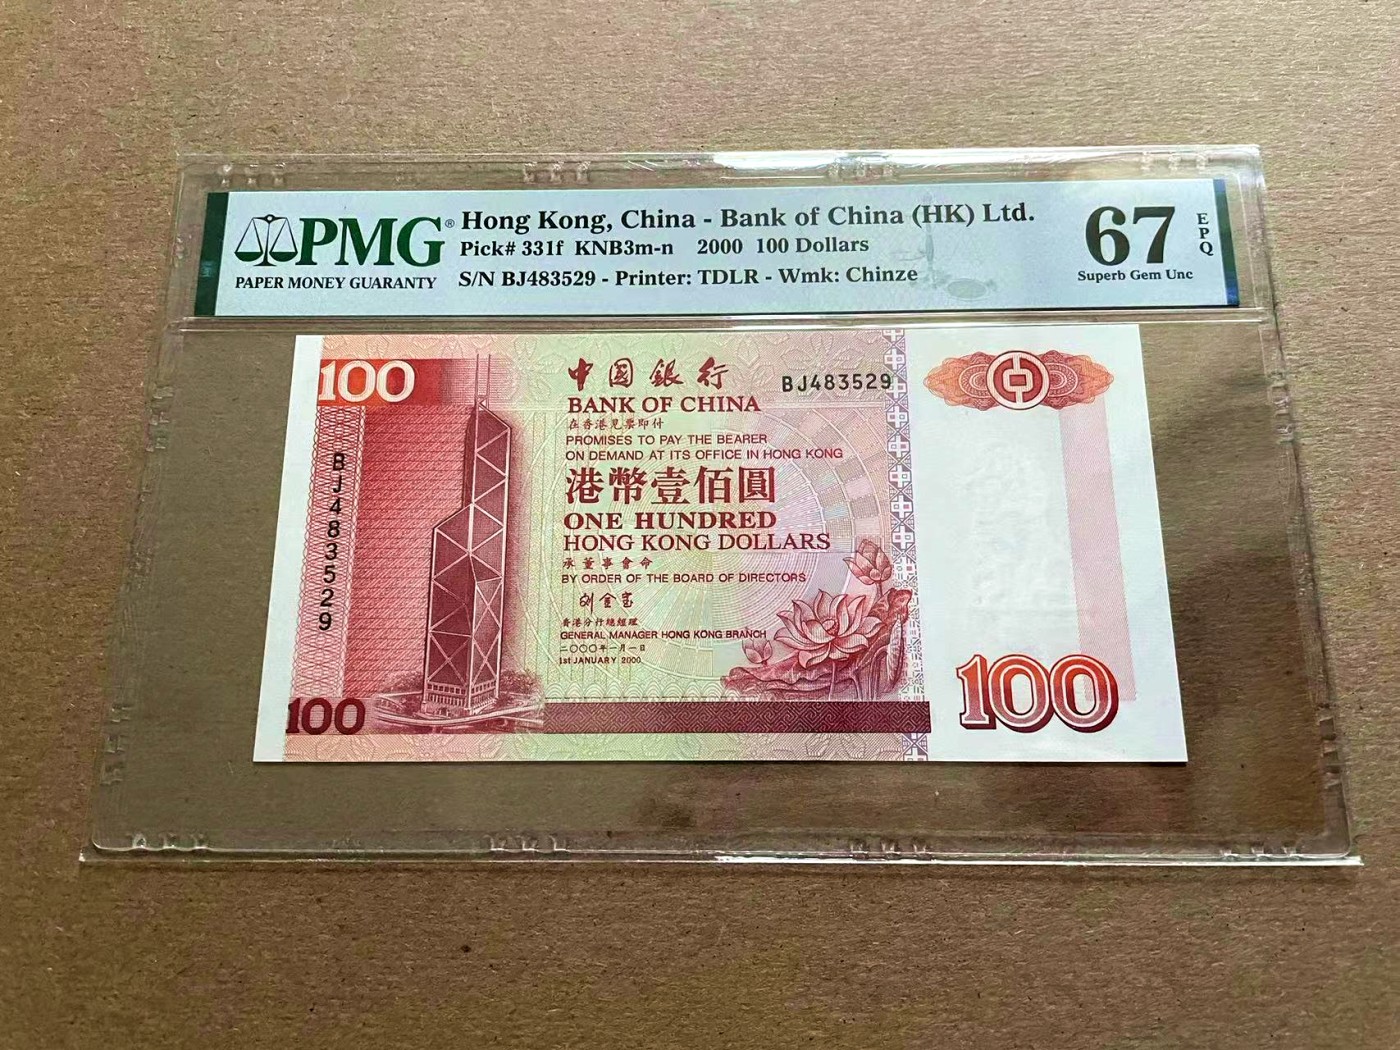 PMG®
PAPER MONEY GUARANTY
Hong Kong, China - Bank of China (HK) Ltd.
Pick# 331f KNB3m-n 2000 100 Dollars
S/N BJ483529 - Printer: TDLR - Wmk: Chinze
67
EPQ
Superb Gem Unc
100
中國銀行
BJ483529
BANK OF CHINA
在香港見票即付
PROMISES TO PAY THE BEARER
ON DEMAND AT ITS OFFICE IN HONG KONG
BJ483529
港幣壹佰圓
ONE HUNDRED
HONG KONG DOLLARS
承董事會命
BY ORDER OF THE BOARD OF DIRECTORS
香港分行總經理
GENERAL MANAGER HONG KONG BRANCH
二〇〇〇年一月一日
1st JANUARY 2000
100
100